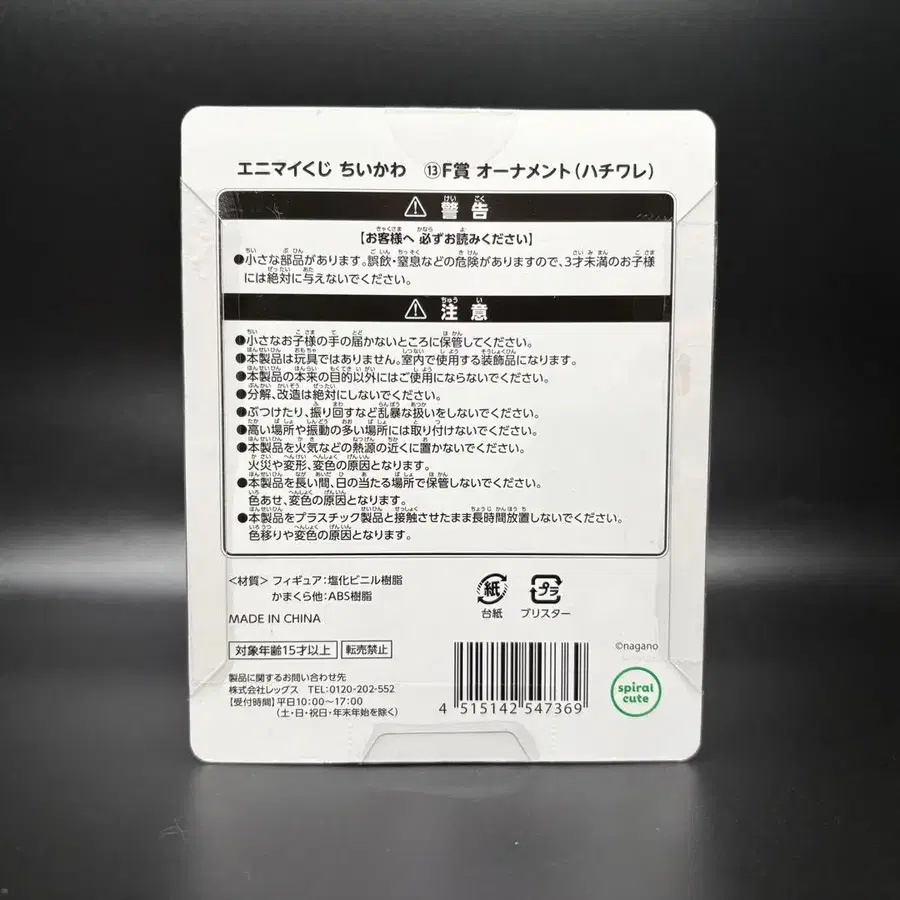 エニマイくじ ちいかわ ⑬F賞 オーナメント(ハチワレ)
⚠ 警告
【お客様へ 必ずお読みください】
●小さな部品があります。誤飲・窒息などの危険がありますので、3才未満のお子様
には絶対に与えないでください。
⚠ 注意
●小さなお子様の手の届かないところに保管してください。
●本製品は玩具ではありません。室内で使用する装飾品になります。
●本製品の本来の目的以外にはご使用にならないでください。
●分解、改造は絶対にしないでください。
●ぶつけたり、振り回すなど乱暴な扱いをしないでください。
●高い場所や振動の多い場所には取り付けないでください。
●本製品を火気などの熱源の近くに置かないでください。
火災や変形、変色の原因となります。
●本製品を長い間、日の当たる場所で保管しないでください。
色あせ、変色の原因となります。
●本製品をプラスチック製品と接触させたまま長時間放置しないでください。
色移りや変色の原因となります。
<材質> フィギュア:塩化ビニル樹脂
かまくら他:ABS樹脂
紙
台紙
プラ
ブリスター
MADE IN CHINA
対象年齢15才以上 転売禁止
製品に関するお問い合わせ先
株式会社レッグス TEL:0120-202-552
【受付時間】平日10:00〜17:00
(土・日・祝日・年末年始を除く)
4 515142 547369
©nagano
spiral
cute